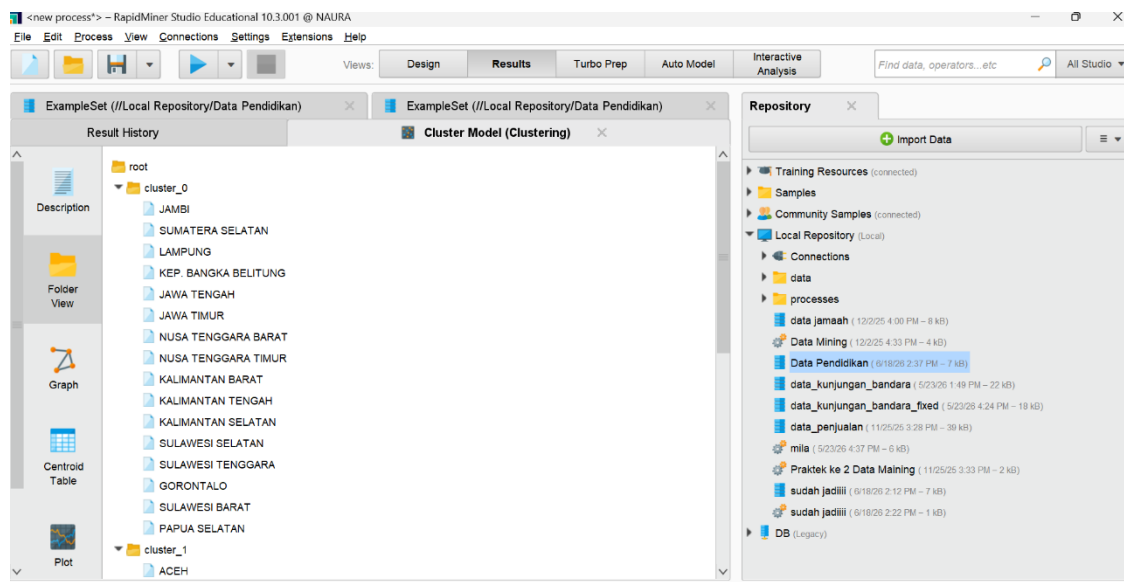 <new process*> – RapidMiner Studio Educational 10.3.001 @ NAURA
File Edit Process View Connections Settings Extensions Help
Views: Design Results Turbo Prep Auto Model Interactive Analysis Find data, operators...etc All Studio
ExampleSet (//Local Repository/Data Pendidikan)
ExampleSet (//Local Repository/Data Pendidikan)
Result History
Cluster Model (Clustering)
Description
Folder View
Graph
Centroid Table
Plot
root
cluster_0
JAMBI
SUMATERA SELATAN
LAMPUNG
KEP. BANGKA BELITUNG
JAWA TENGAH
JAWA TIMUR
NUSA TENGGARA BARAT
NUSA TENGGARA TIMUR
KALIMANTAN BARAT
KALIMANTAN TENGAH
KALIMANTAN SELATAN
SULAWESI SELATAN
SULAWESI TENGGARA
GORONTALO
SULAWESI BARAT
PAPUA SELATAN
cluster_1
ACEH
Repository
Import Data
Training Resources (connected)
Samples
Community Samples (connected)
Local Repository (Local)
Connections
data
processes
data jamaah ( 12/2/25 4:00 PM – 8 kB)
Data Mining ( 12/2/25 4:33 PM – 4 kB)
Data Pendidikan ( 6/18/26 2:37 PM – 7 kB)
data_kunjungan_bandara ( 5/23/26 1:49 PM – 22 kB)
data_kunjungan_bandara_fixed ( 5/23/26 4:24 PM – 18 kB)
data_penjualan ( 11/25/25 3:28 PM – 39 kB)
mila ( 5/23/26 4:37 PM – 6 kB)
Praktek ke 2 Data Maining ( 11/25/25 3:33 PM – 2 kB)
sudah jadiiii ( 6/18/26 2:12 PM – 7 kB)
sudah jadiiii ( 6/18/26 2:22 PM – 1 kB)
DB (Legacy)